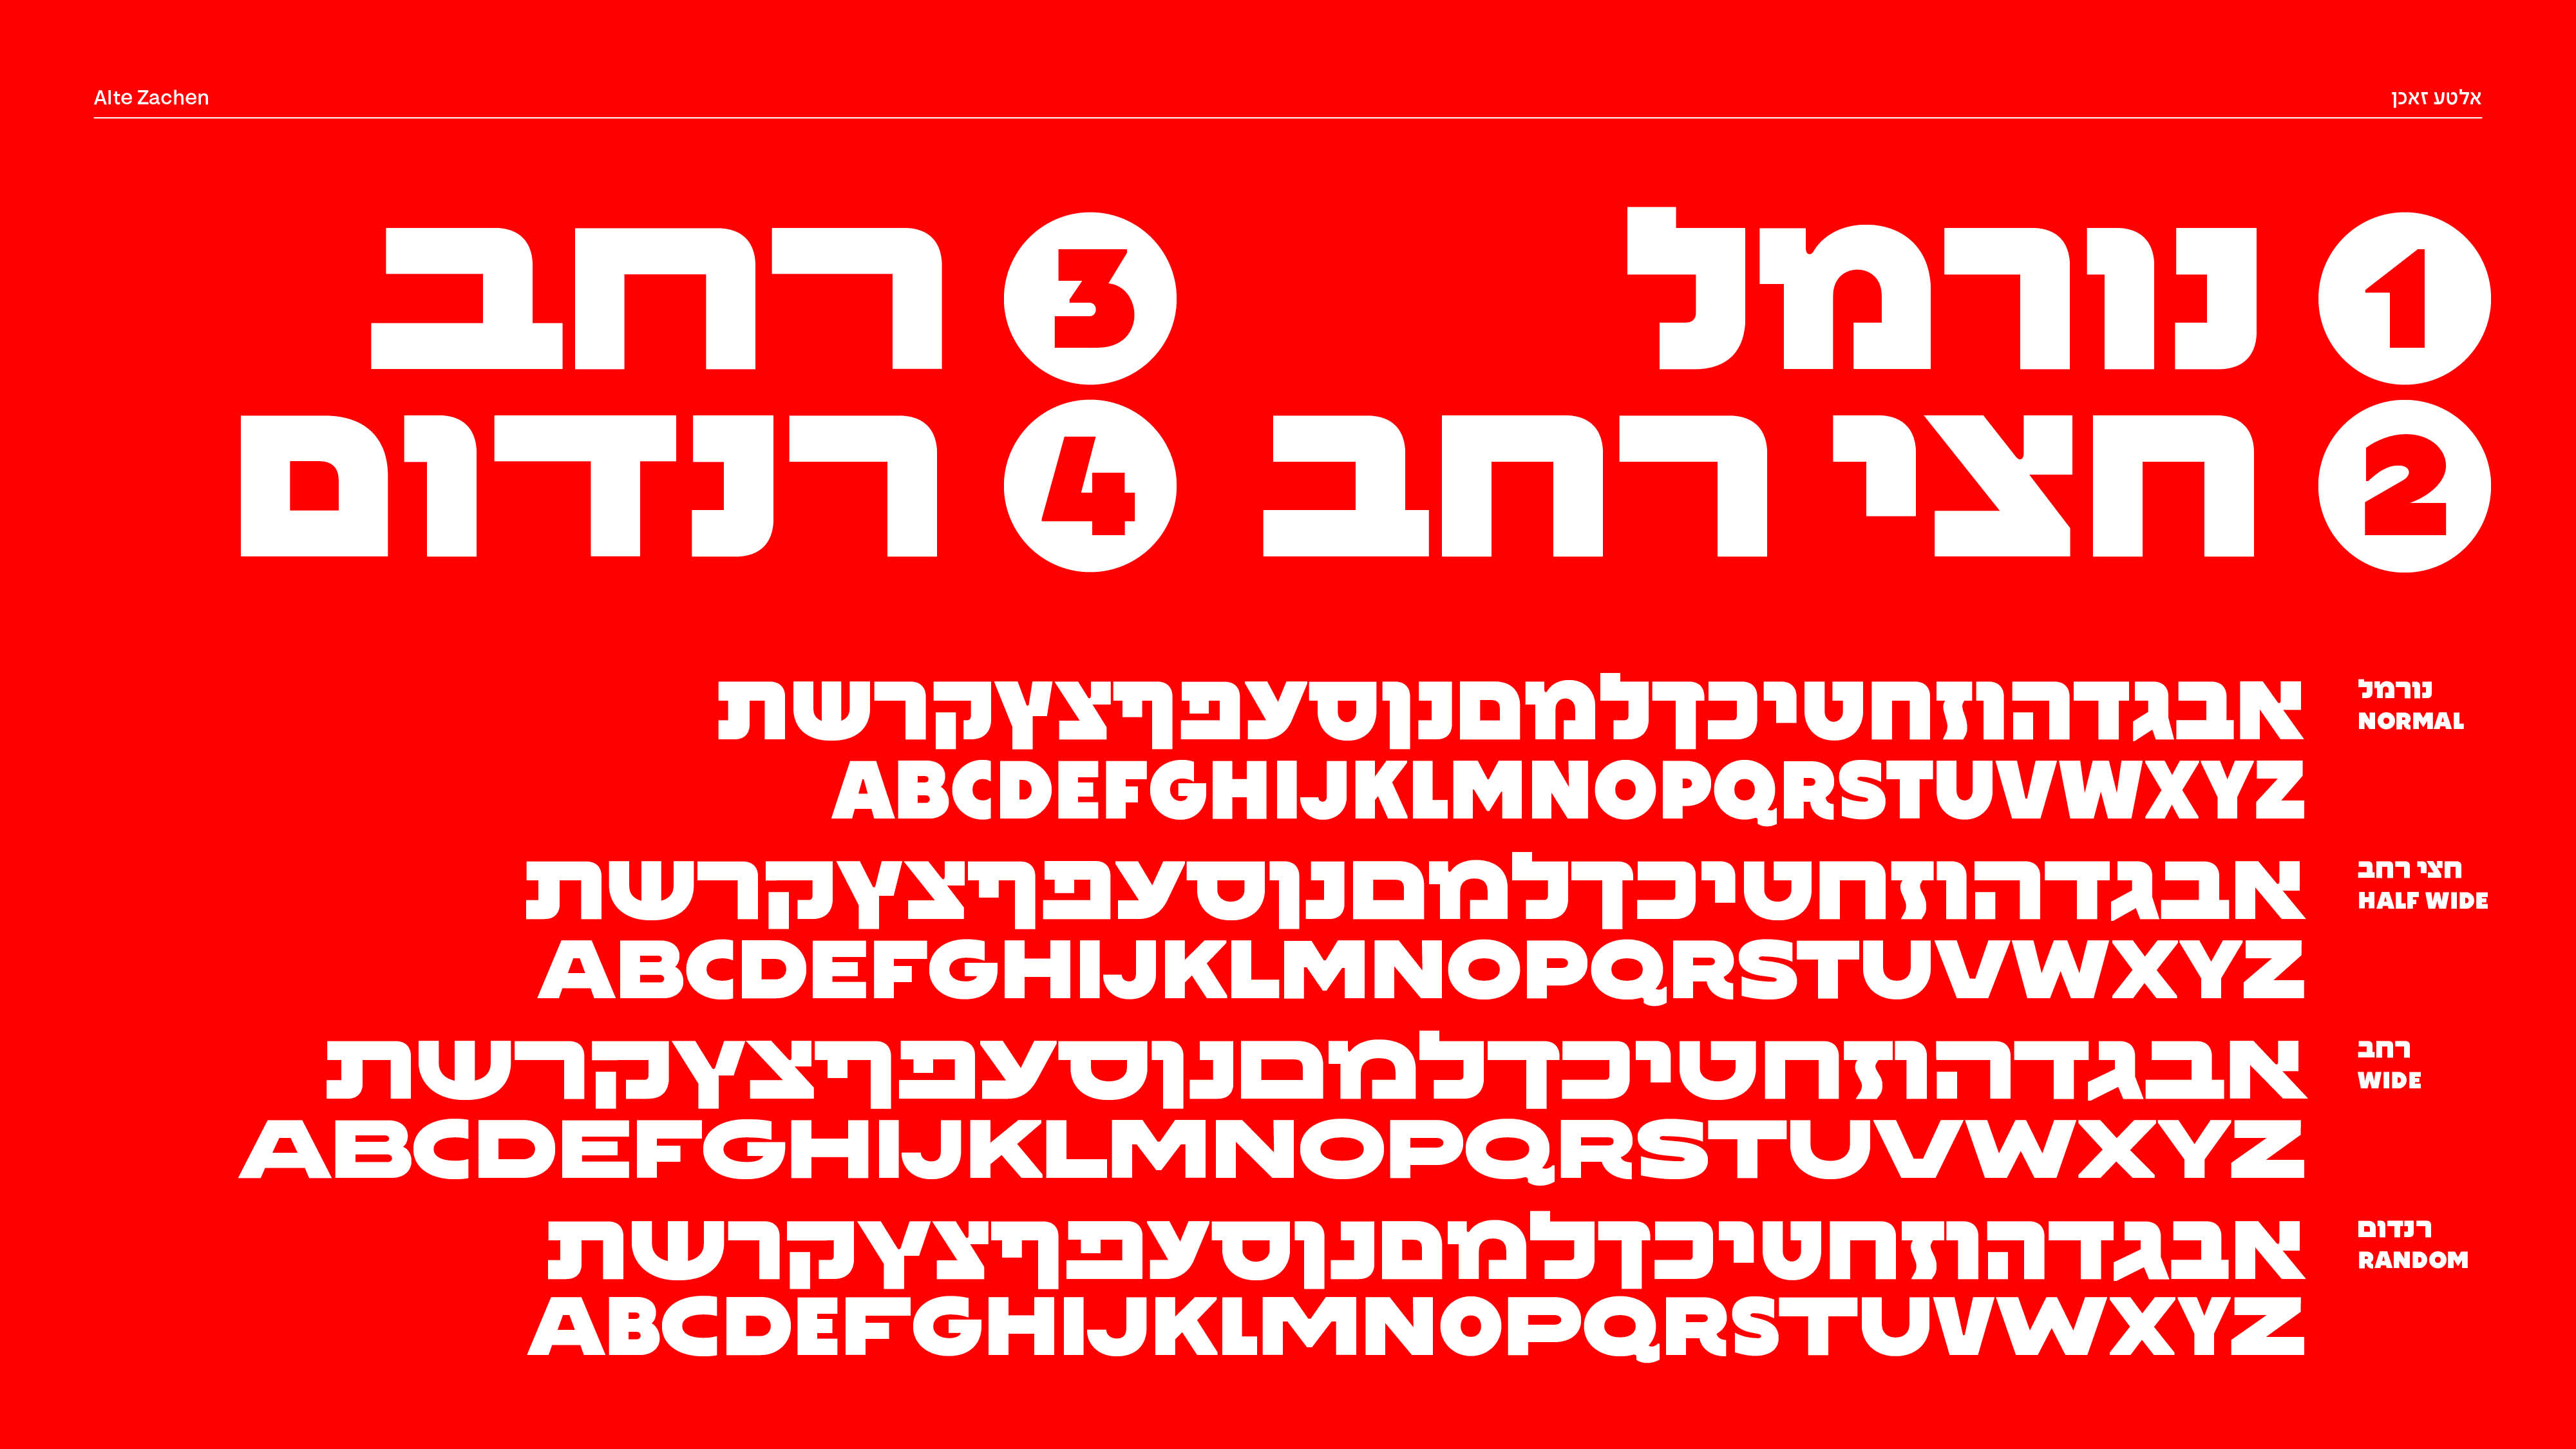 Alte Zachen
אלטע זאכן
1 נורמל
2 חצי רחב
3 רחב
4 רנדום
נורמל
NORMAL
אבגדהוזחטיכךלמםנןסעפףצץקרשת
ABCDEFGHIJKLMNOPQRSTUVWXYZ
חצי רחב
HALF WIDE
אבגדהוזחטיכךלמםנןסעפףצץקרשת
ABCDEFGHIJKLMNOPQRSTUVWXYZ
רחב
WIDE
אבגדהוזחטיכךלמםנןסעפףצץקרשת
ABCDEFGHIJKLMNOPQRSTUVWXYZ
רנדום
RANDOM
אבגדהוזחטיכךלמםנןסעפףצץקרשת
ABCDEFGHIJKLMNOPQRSTUVWXYZ